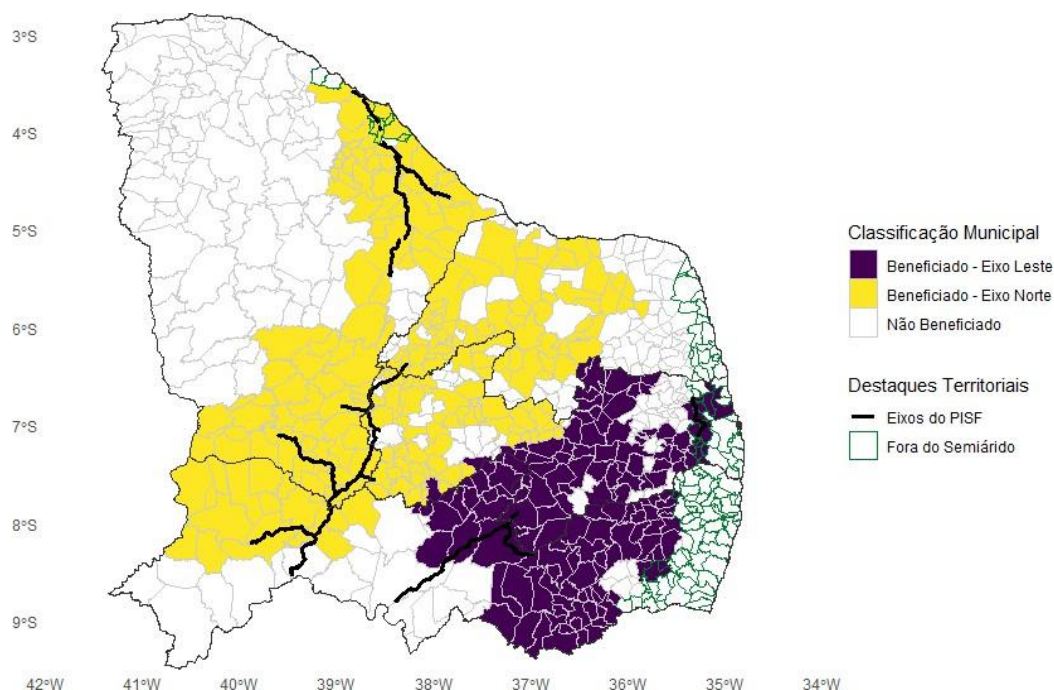 3°S
4°S
5°S
6°S
7°S
8°S
9°S
42°W 41°W 40°W 39°W 38°W 37°W 36°W 35°W 34°W
Classificação Municipal
Beneficiado - Eixo Leste
Beneficiado - Eixo Norte
Não Beneficiado
Destaques Territoriais
Eixos do PISF
Fora do Semiárido